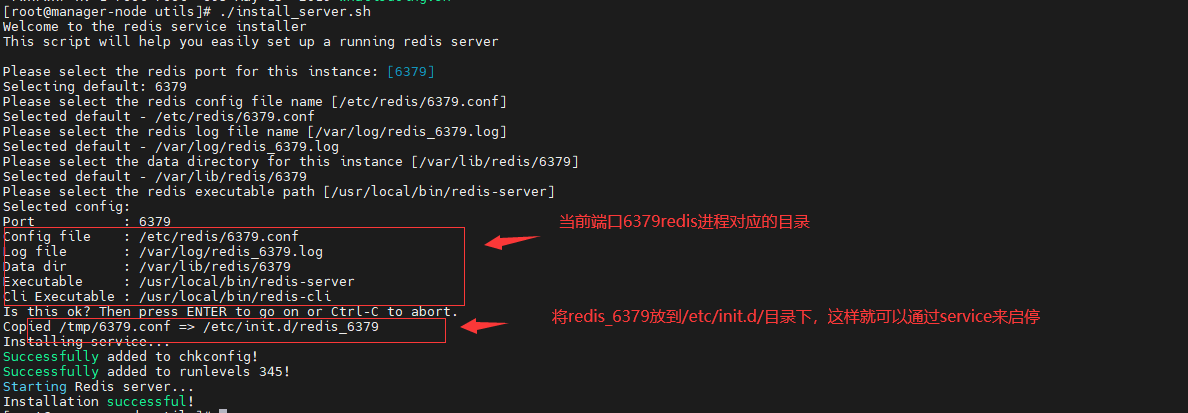 [root@manager-node utils]# ./install_server.sh
Welcome to the redis service installer
This script will help you easily set up a running redis server
Please select the redis port for this instance: [6379]
Selecting default: 6379
Please select the redis config file name [/etc/redis/6379.conf]
Selected default - /etc/redis/6379.conf
Please select the redis log file name [/var/log/redis_6379.log]
Selected default - /var/log/redis_6379.log
Please select the data directory for this instance [/var/lib/redis/6379]
Selected default - /var/lib/redis/6379
Please select the redis executable path [/usr/local/bin/redis-server]
Selected config:
Port           : 6379
当前端口6379redis进程对应的目录
Config file    : /etc/redis/6379.conf
Log file       : /var/log/redis_6379.log
Data dir       : /var/lib/redis/6379
Executable     : /usr/local/bin/redis-server
Cli Executable : /usr/local/bin/redis-cli
Is this ok? Then press ENTER to go on or Ctrl-C to abort.
将redis_6379放到/etc/init.d/目录下，这样就可以通过service来启停
Copied /tmp/6379.conf => /etc/init.d/redis_6379
Installing service...
Successfully added to chkconfig!
Successfully added to runlevels 345!
Starting Redis server...
Installation successful!